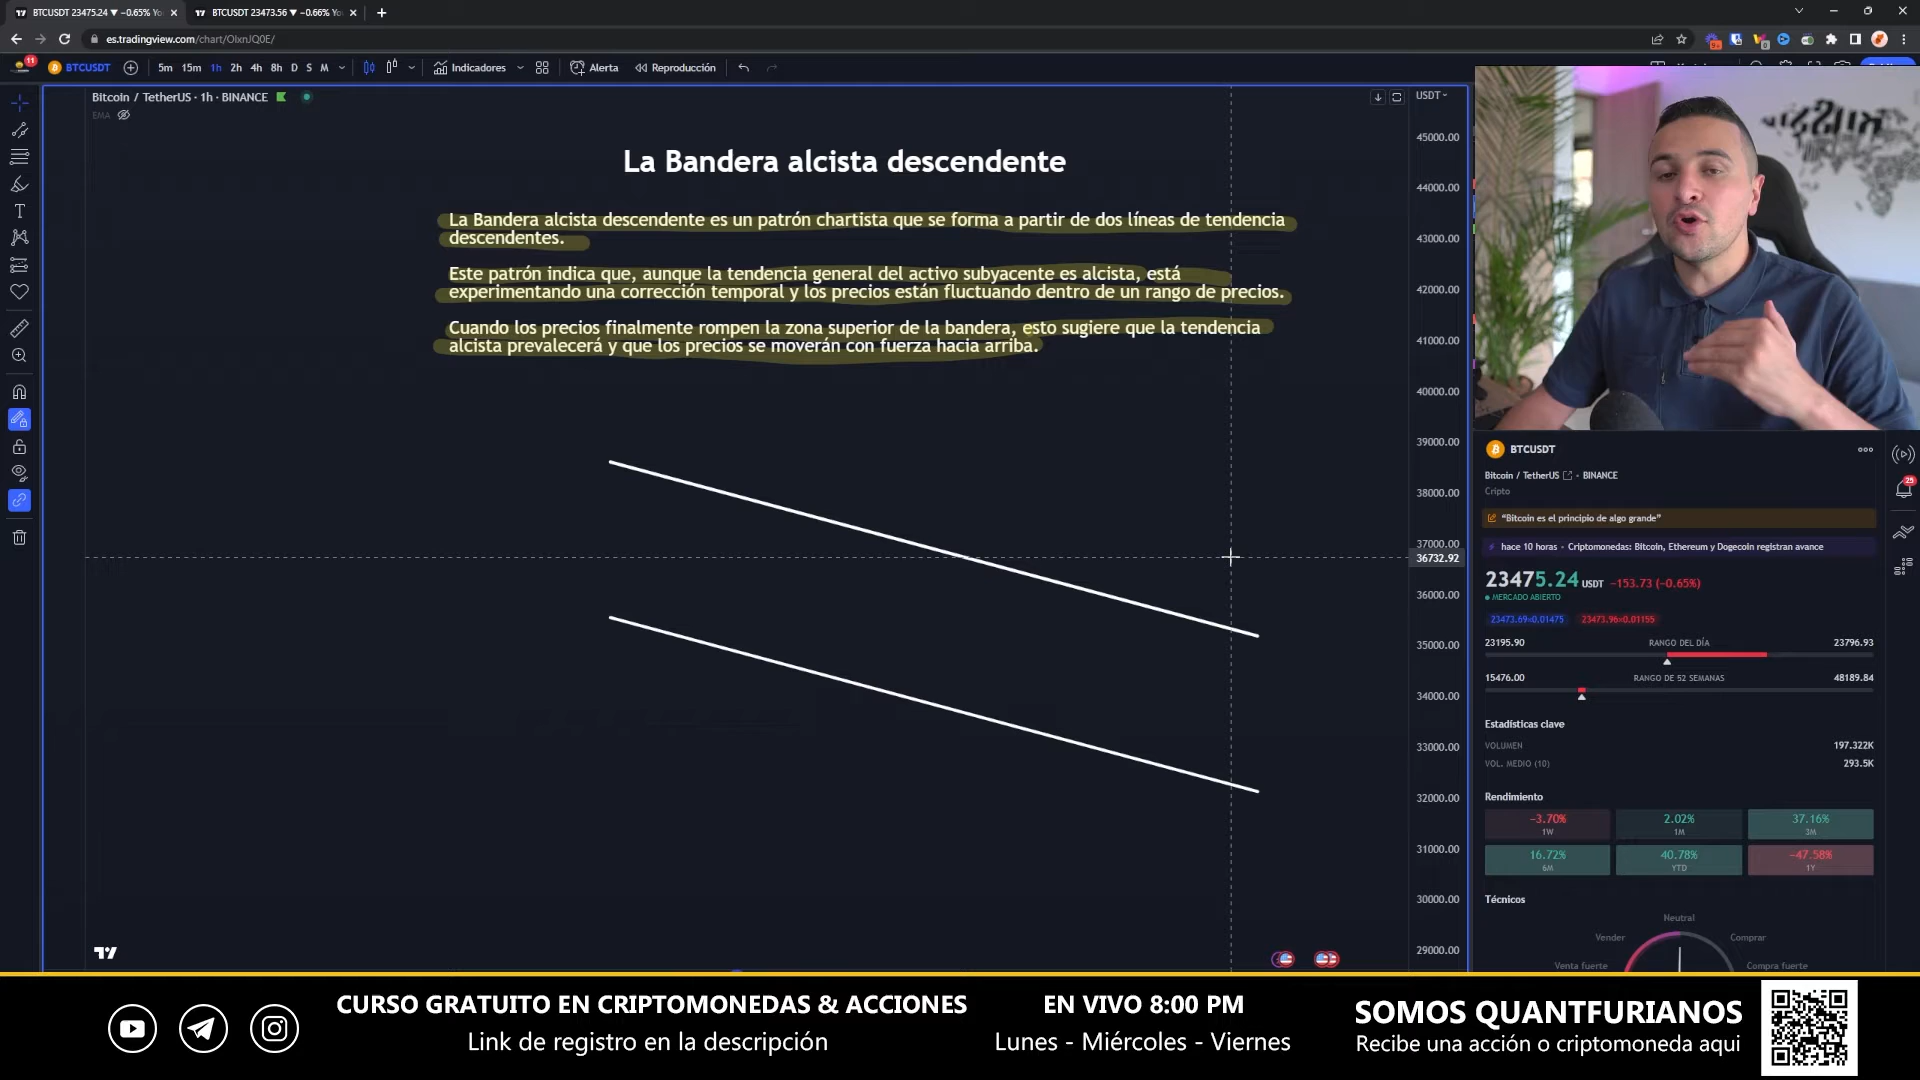 BTCUSDT 23475.24 ▼ −0.65% Yo
BTCUSDT 23473.56 ▼ −0.66% Yo
es.tradingview.com/chart/OlxnJQ0E/
11
BTCUSDT
5m 15m 1h 2h 4h 8h D S M
Indicadores
Alerta
Reproducción
Bitcoin / TetherUS · 1h · BINANCE
EMA
USDT
La Bandera alcista descendente
La Bandera alcista descendente es un patrón chartista que se forma a partir de dos líneas de tendencia
descendentes.
Este patrón indica que, aunque la tendencia general del activo subyacente es alcista, está
experimentando una corrección temporal y los precios están fluctuando dentro de un rango de precios.
Cuando los precios finalmente rompen la zona superior de la bandera, esto sugiere que la tendencia
alcista prevalecerá y que los precios se moverán con fuerza hacia arriba.
45000.00
44000.00
43000.00
42000.00
41000.00
40000.00
39000.00
38000.00
37000.00
36732.92
36000.00
35000.00
34000.00
33000.00
32000.00
31000.00
30000.00
29000.00
BTCUSDT
Bitcoin / TetherUS · BINANCE
Cripto
“Bitcoin es el principio de algo grande”
hace 10 horas · Criptomonedas: Bitcoin, Ethereum y Dogecoin registran avance
23475.24 USDT −153.73 (−0.65%)
MERCADO ABIERTO
23473.69×0.01475 23473.96×0.01155
23195.90 RANGO DEL DÍA 23796.93
15476.00 RANGO DE 52 SEMANAS 48189.84
Estadísticas clave
VOLUMEN 197.322K
VOL. MEDIO (10) 293.5K
Rendimiento
−3.70% 2.02% 37.16%
1W 1M 3M
16.72% 40.78% −47.58%
6M YTD 1Y
Técnicos
Neutral
Vender Comprar
Venta fuerte Compra fuerte
25
CURSO GRATUITO EN CRIPTOMONEDAS & ACCIONES
Link de registro en la descripción
EN VIVO 8:00 PM
Lunes - Miércoles - Viernes
SOMOS QUANTFURIANOS
Recibe una acción o criptomoneda aqui